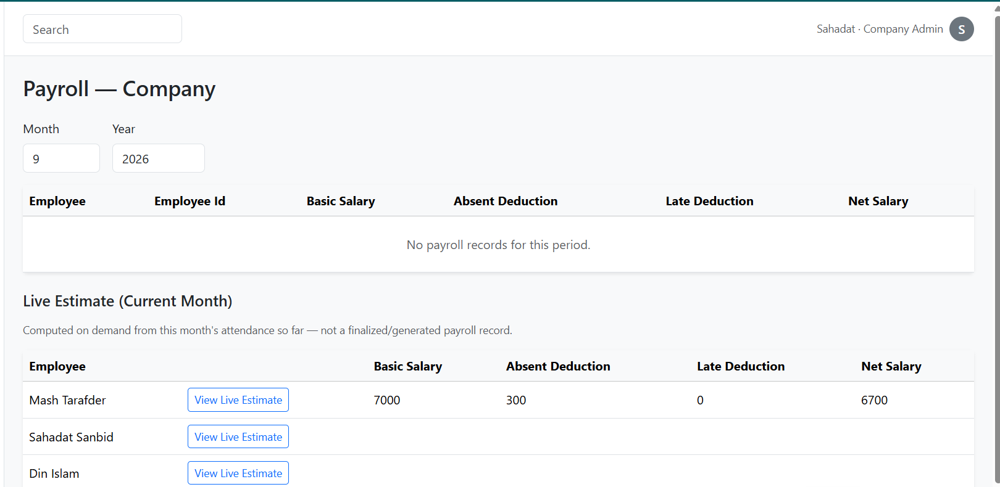 Search
Sahadat · Company Admin S
Payroll — Company
Month Year
9 2026
Employee Employee Id Basic Salary Absent Deduction Late Deduction Net Salary
No payroll records for this period.
Live Estimate (Current Month)
Computed on demand from this month's attendance so far — not a finalized/generated payroll record.
Employee Basic Salary Absent Deduction Late Deduction Net Salary
Mash Tarafder View Live Estimate 7000 300 0 6700
Sahadat Sanbid View Live Estimate
Din Islam View Live Estimate